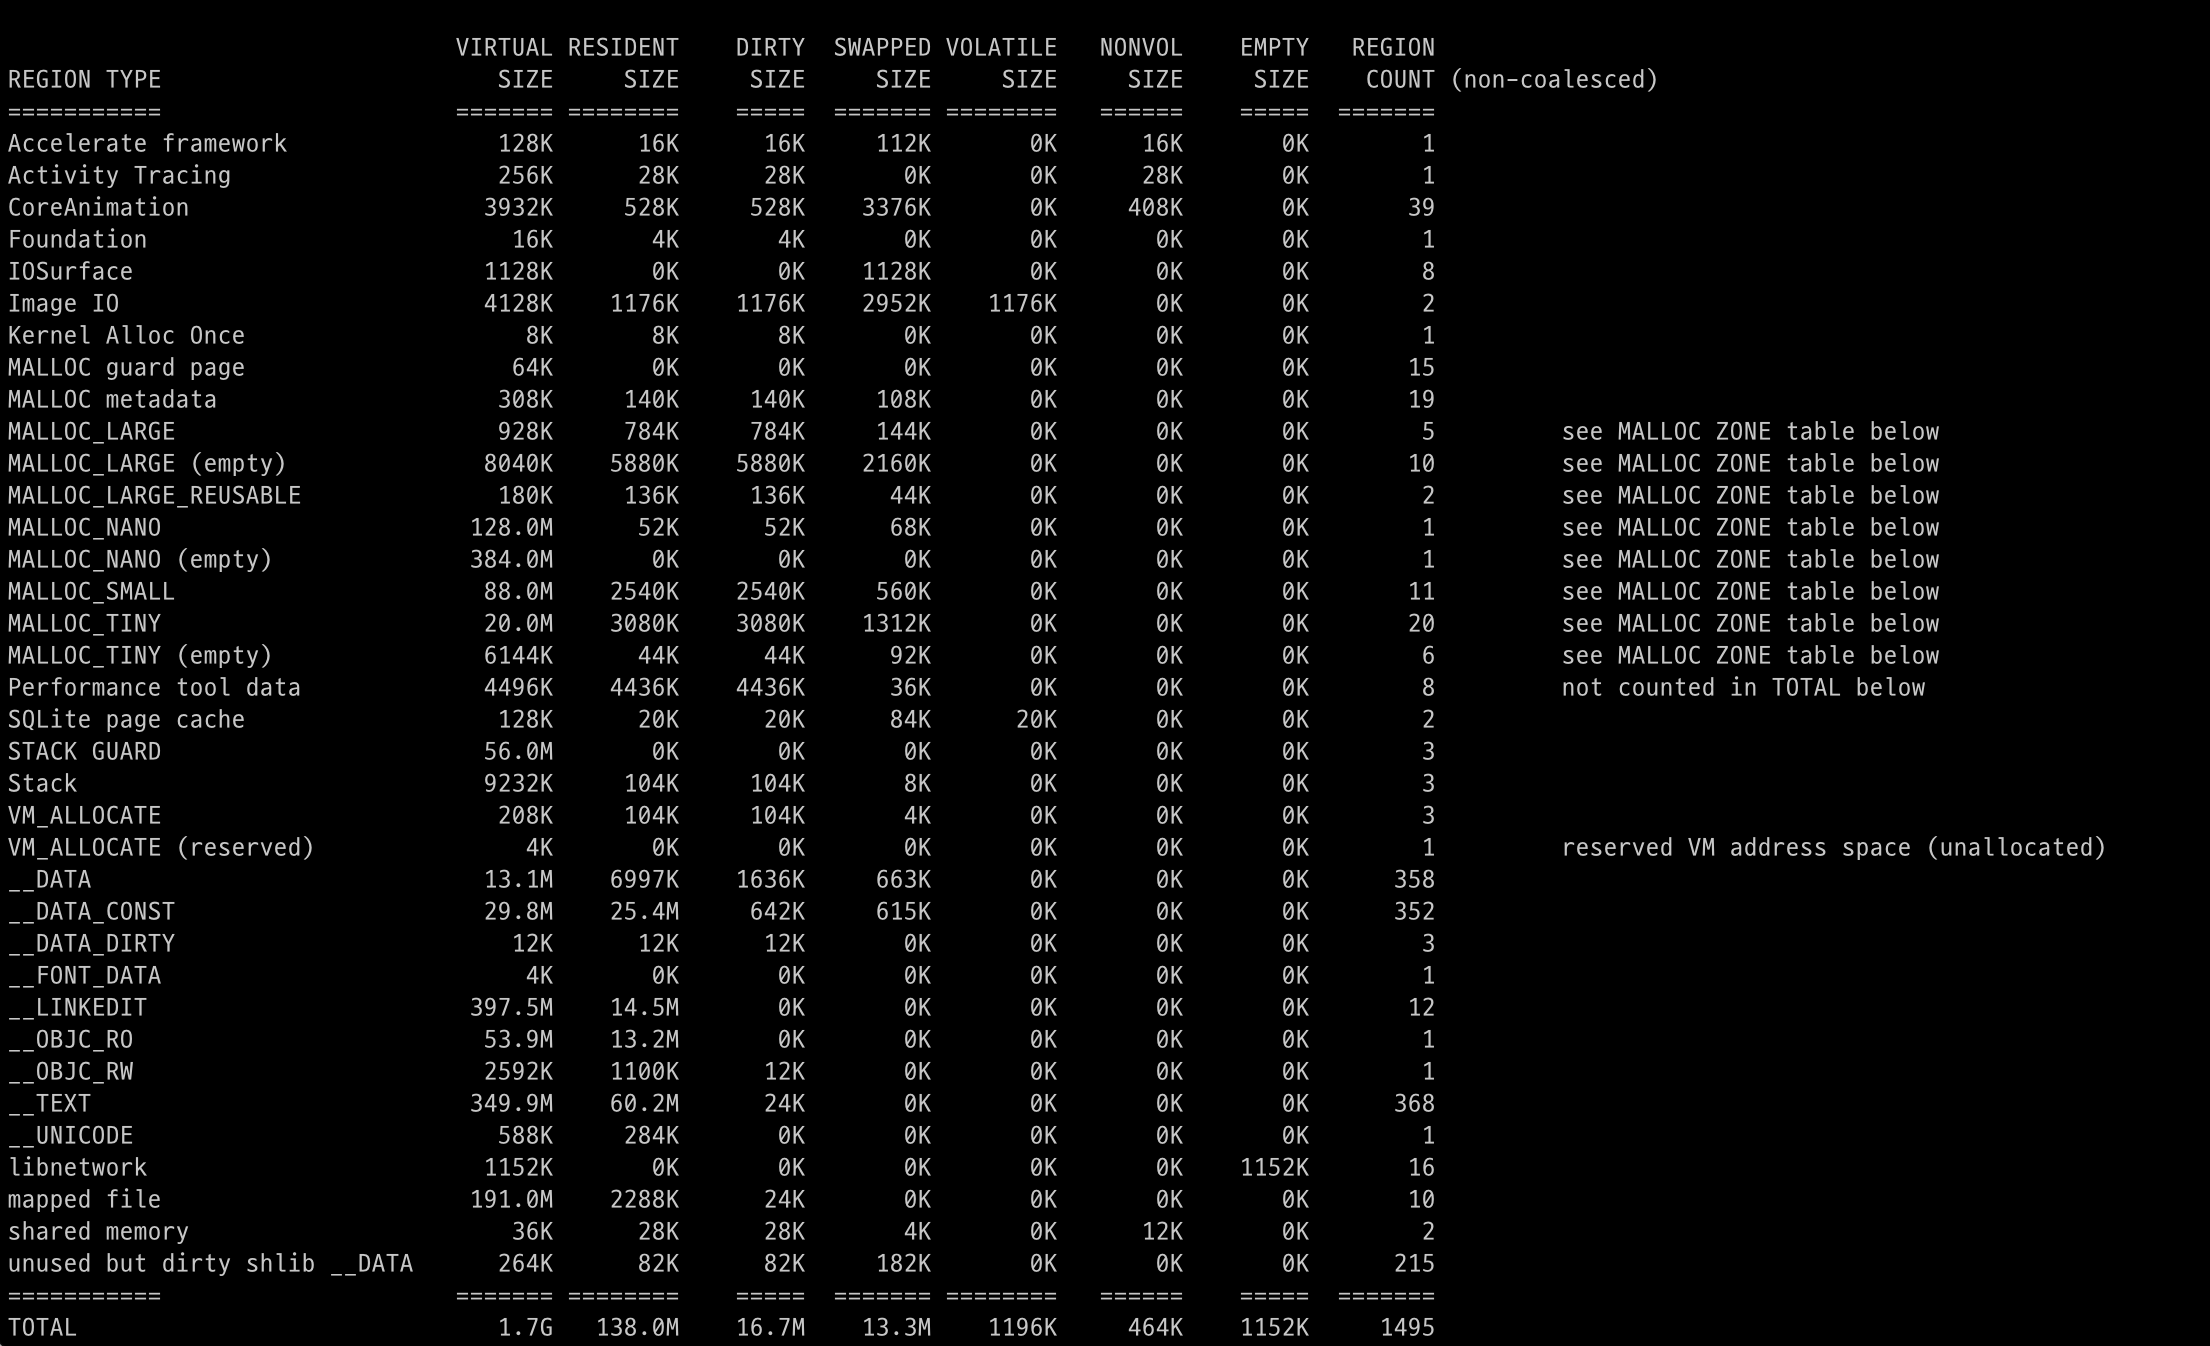 VIRTUAL RESIDENT    DIRTY  SWAPPED VOLATILE   NONVOL    EMPTY   REGION
REGION TYPE                        SIZE     SIZE     SIZE     SIZE     SIZE     SIZE     SIZE    COUNT (non-coalesced)
===========                     ======= ========    =====  ======= ========   ======    =====  =======
Accelerate framework               128K      16K      16K     112K       0K      16K       0K        1
Activity Tracing                   256K      28K      28K       0K       0K      28K       0K        1
CoreAnimation                     3932K     528K     528K    3376K       0K     408K       0K       39
Foundation                          16K       4K       4K       0K       0K       0K       0K        1
IOSurface                         1128K       0K       0K    1128K       0K       0K       0K        8
Image IO                          4128K    1176K    1176K    2952K    1176K       0K       0K        2
Kernel Alloc Once                    8K       8K       8K       0K       0K       0K       0K        1
MALLOC guard page                   64K       0K       0K       0K       0K       0K       0K       15
MALLOC metadata                    308K     140K     140K     108K       0K       0K       0K       19
MALLOC_LARGE                       928K     784K     784K     144K       0K       0K       0K        5         see MALLOC ZONE table below
MALLOC_LARGE (empty)              8040K    5880K    5880K    2160K       0K       0K       0K       10         see MALLOC ZONE table below
MALLOC_LARGE_REUSABLE              180K     136K     136K      44K       0K       0K       0K        2         see MALLOC ZONE table below
MALLOC_NANO                      128.0M      52K      52K      68K       0K       0K       0K        1         see MALLOC ZONE table below
MALLOC_NANO (empty)              384.0M       0K       0K       0K       0K       0K       0K        1         see MALLOC ZONE table below
MALLOC_SMALL                      88.0M    2540K    2540K     560K       0K       0K       0K       11         see MALLOC ZONE table below
MALLOC_TINY                       20.0M    3080K    3080K    1312K       0K       0K       0K       20         see MALLOC ZONE table below
MALLOC_TINY (empty)               6144K      44K      44K      92K       0K       0K       0K        6         see MALLOC ZONE table below
Performance tool data             4496K    4436K    4436K      36K       0K       0K       0K        8         not counted in TOTAL below
SQLite page cache                  128K      20K      20K      84K      20K       0K       0K        2
STACK GUARD                       56.0M       0K       0K       0K       0K       0K       0K        3
Stack                             9232K     104K     104K       8K       0K       0K       0K        3
VM_ALLOCATE                        208K     104K     104K       4K       0K       0K       0K        3
VM_ALLOCATE (reserved)               4K       0K       0K       0K       0K       0K       0K        1         reserved VM address space (unallocated)
__DATA                            13.1M    6997K    1636K     663K       0K       0K       0K      358
__DATA_CONST                      29.8M    25.4M     642K     615K       0K       0K       0K      352
__DATA_DIRTY                        12K      12K      12K       0K       0K       0K       0K        3
__FONT_DATA                          4K       0K       0K       0K       0K       0K       0K        1
__LINKEDIT                       397.5M    14.5M       0K       0K       0K       0K       0K       12
__OBJC_RO                         53.9M    13.2M       0K       0K       0K       0K       0K        1
__OBJC_RW                         2592K    1100K      12K       0K       0K       0K       0K        1
__TEXT                           349.9M    60.2M      24K       0K       0K       0K       0K      368
__UNICODE                          588K     284K       0K       0K       0K       0K       0K        1
libnetwork                        1152K       0K       0K       0K       0K       0K    1152K       16
mapped file                      191.0M    2288K      24K       0K       0K       0K       0K       10
shared memory                       36K      28K      28K       4K       0K      12K       0K        2
unused but dirty shlib __DATA      264K      82K      82K     182K       0K       0K       0K      215
===========                     ======= ========    =====  ======= ========   ======    =====  =======
TOTAL                              1.7G   138.0M    16.7M    13.3M    1196K     464K    1152K     1495